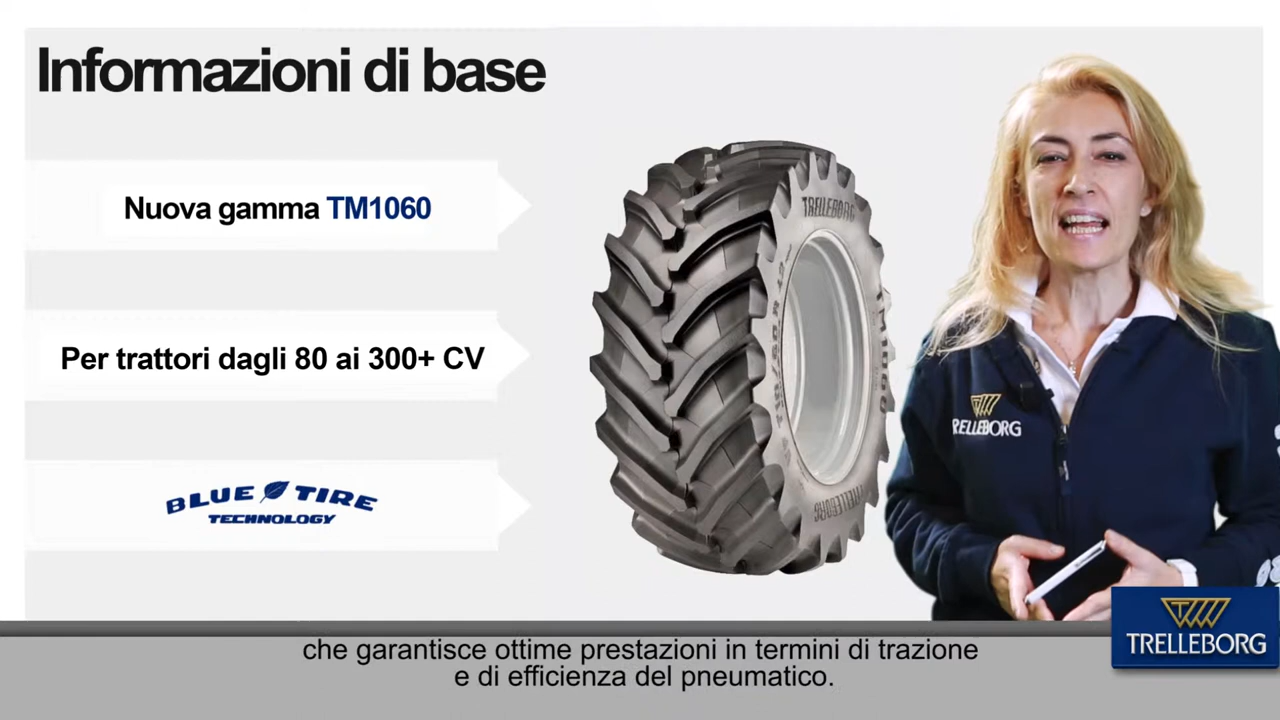 Informazioni di base
Nuova gamma TM1060
Per trattori dagli 80 ai 300+ CV
BLUE TIRE
TECHNOLOGY
TRELLEBORG
TRELLEBORG
TRELLEBORG
TRELLEBORG
che garantisce ottime prestazioni in termini di trazione
e di efficienza del pneumatico.